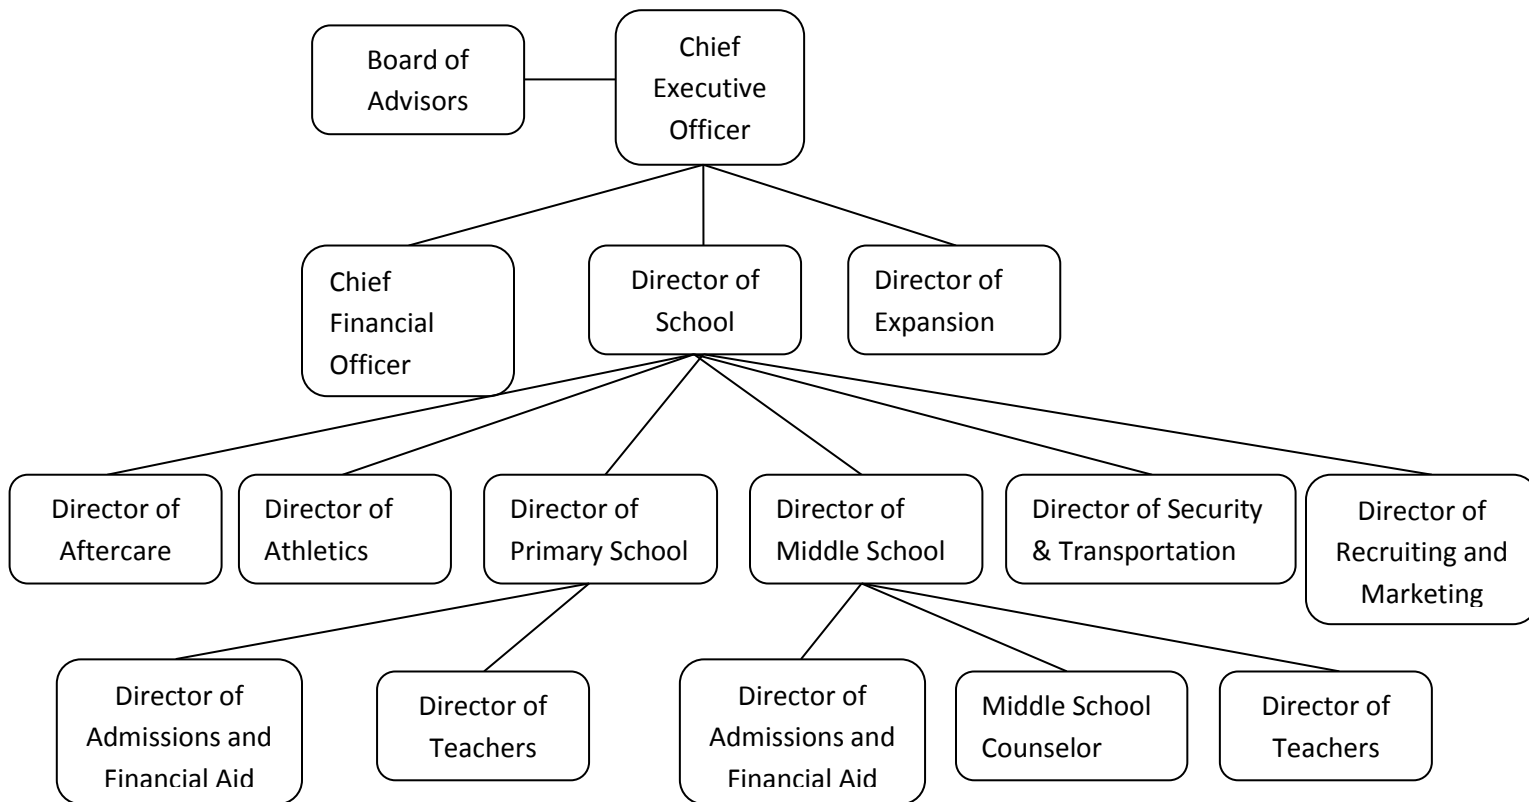 Board of
Advisors
Chief
Executive
Officer
Chief
Financial
Officer
Director of
School
Director of
Expansion
Director of
Aftercare
Director of
Athletics
Director of
Primary School
Director of
Middle School
Director of Security
& Transportation
Director of
Recruiting and
Marketing
Director of
Admissions and
Financial Aid
Director of
Teachers
Director of
Admissions and
Financial Aid
Middle School
Counselor
Director of
Teachers